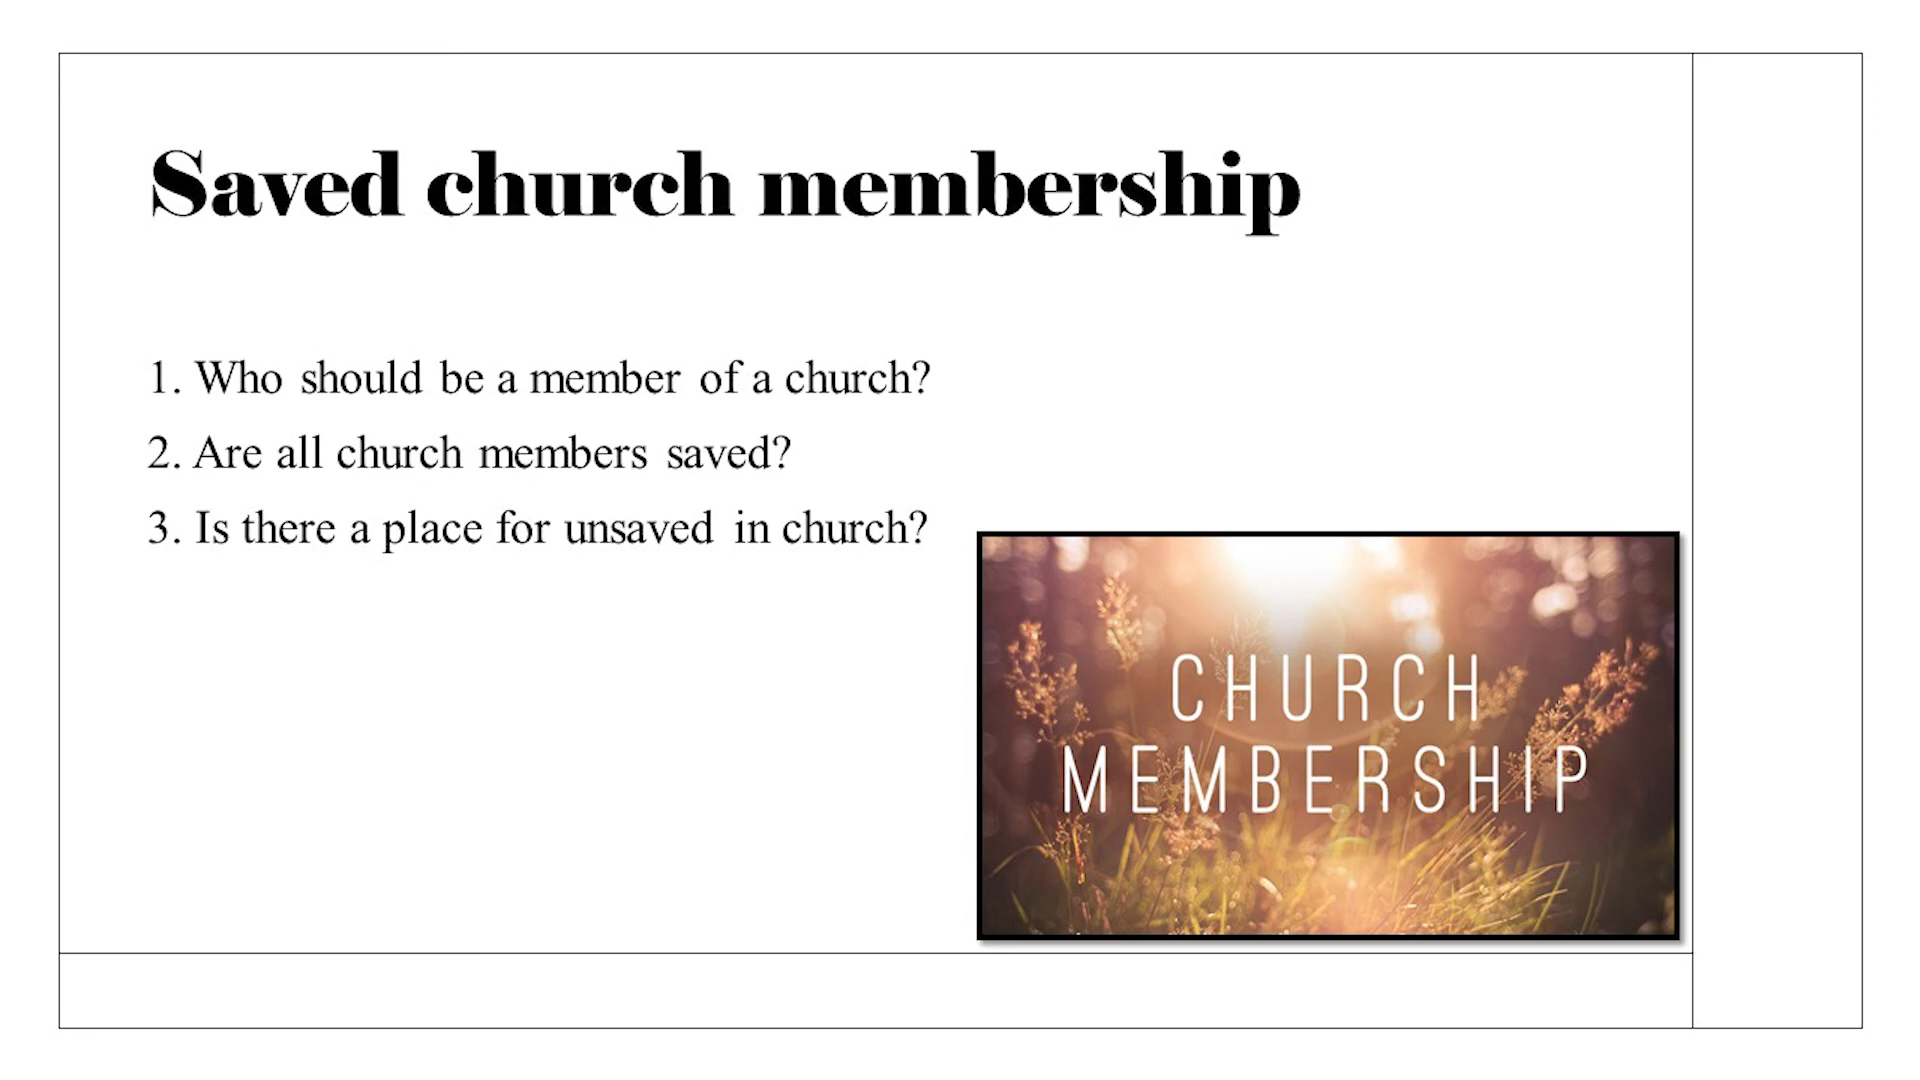 Saved church membership
1. Who should be a member of a church?
2. Are all church members saved?
3. Is there a place for unsaved in church?
CHURCH
MEMBERSHIP